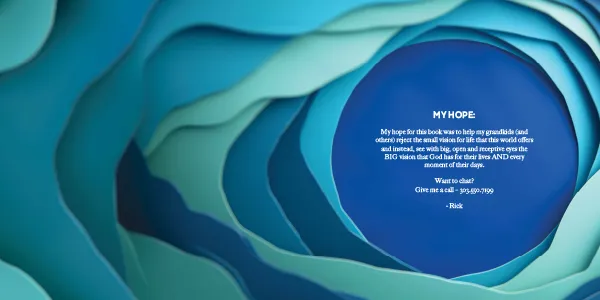 MY HOPE:
My hope for this book was to help my grandkids (and
others) reject the small vision for life that this world offers
and instead, see with big, open and receptive eyes the
BIG vision that God has for their lives AND every
moment of their days.
Want to chat?
Give me a call – 303.550.7199
- Rick